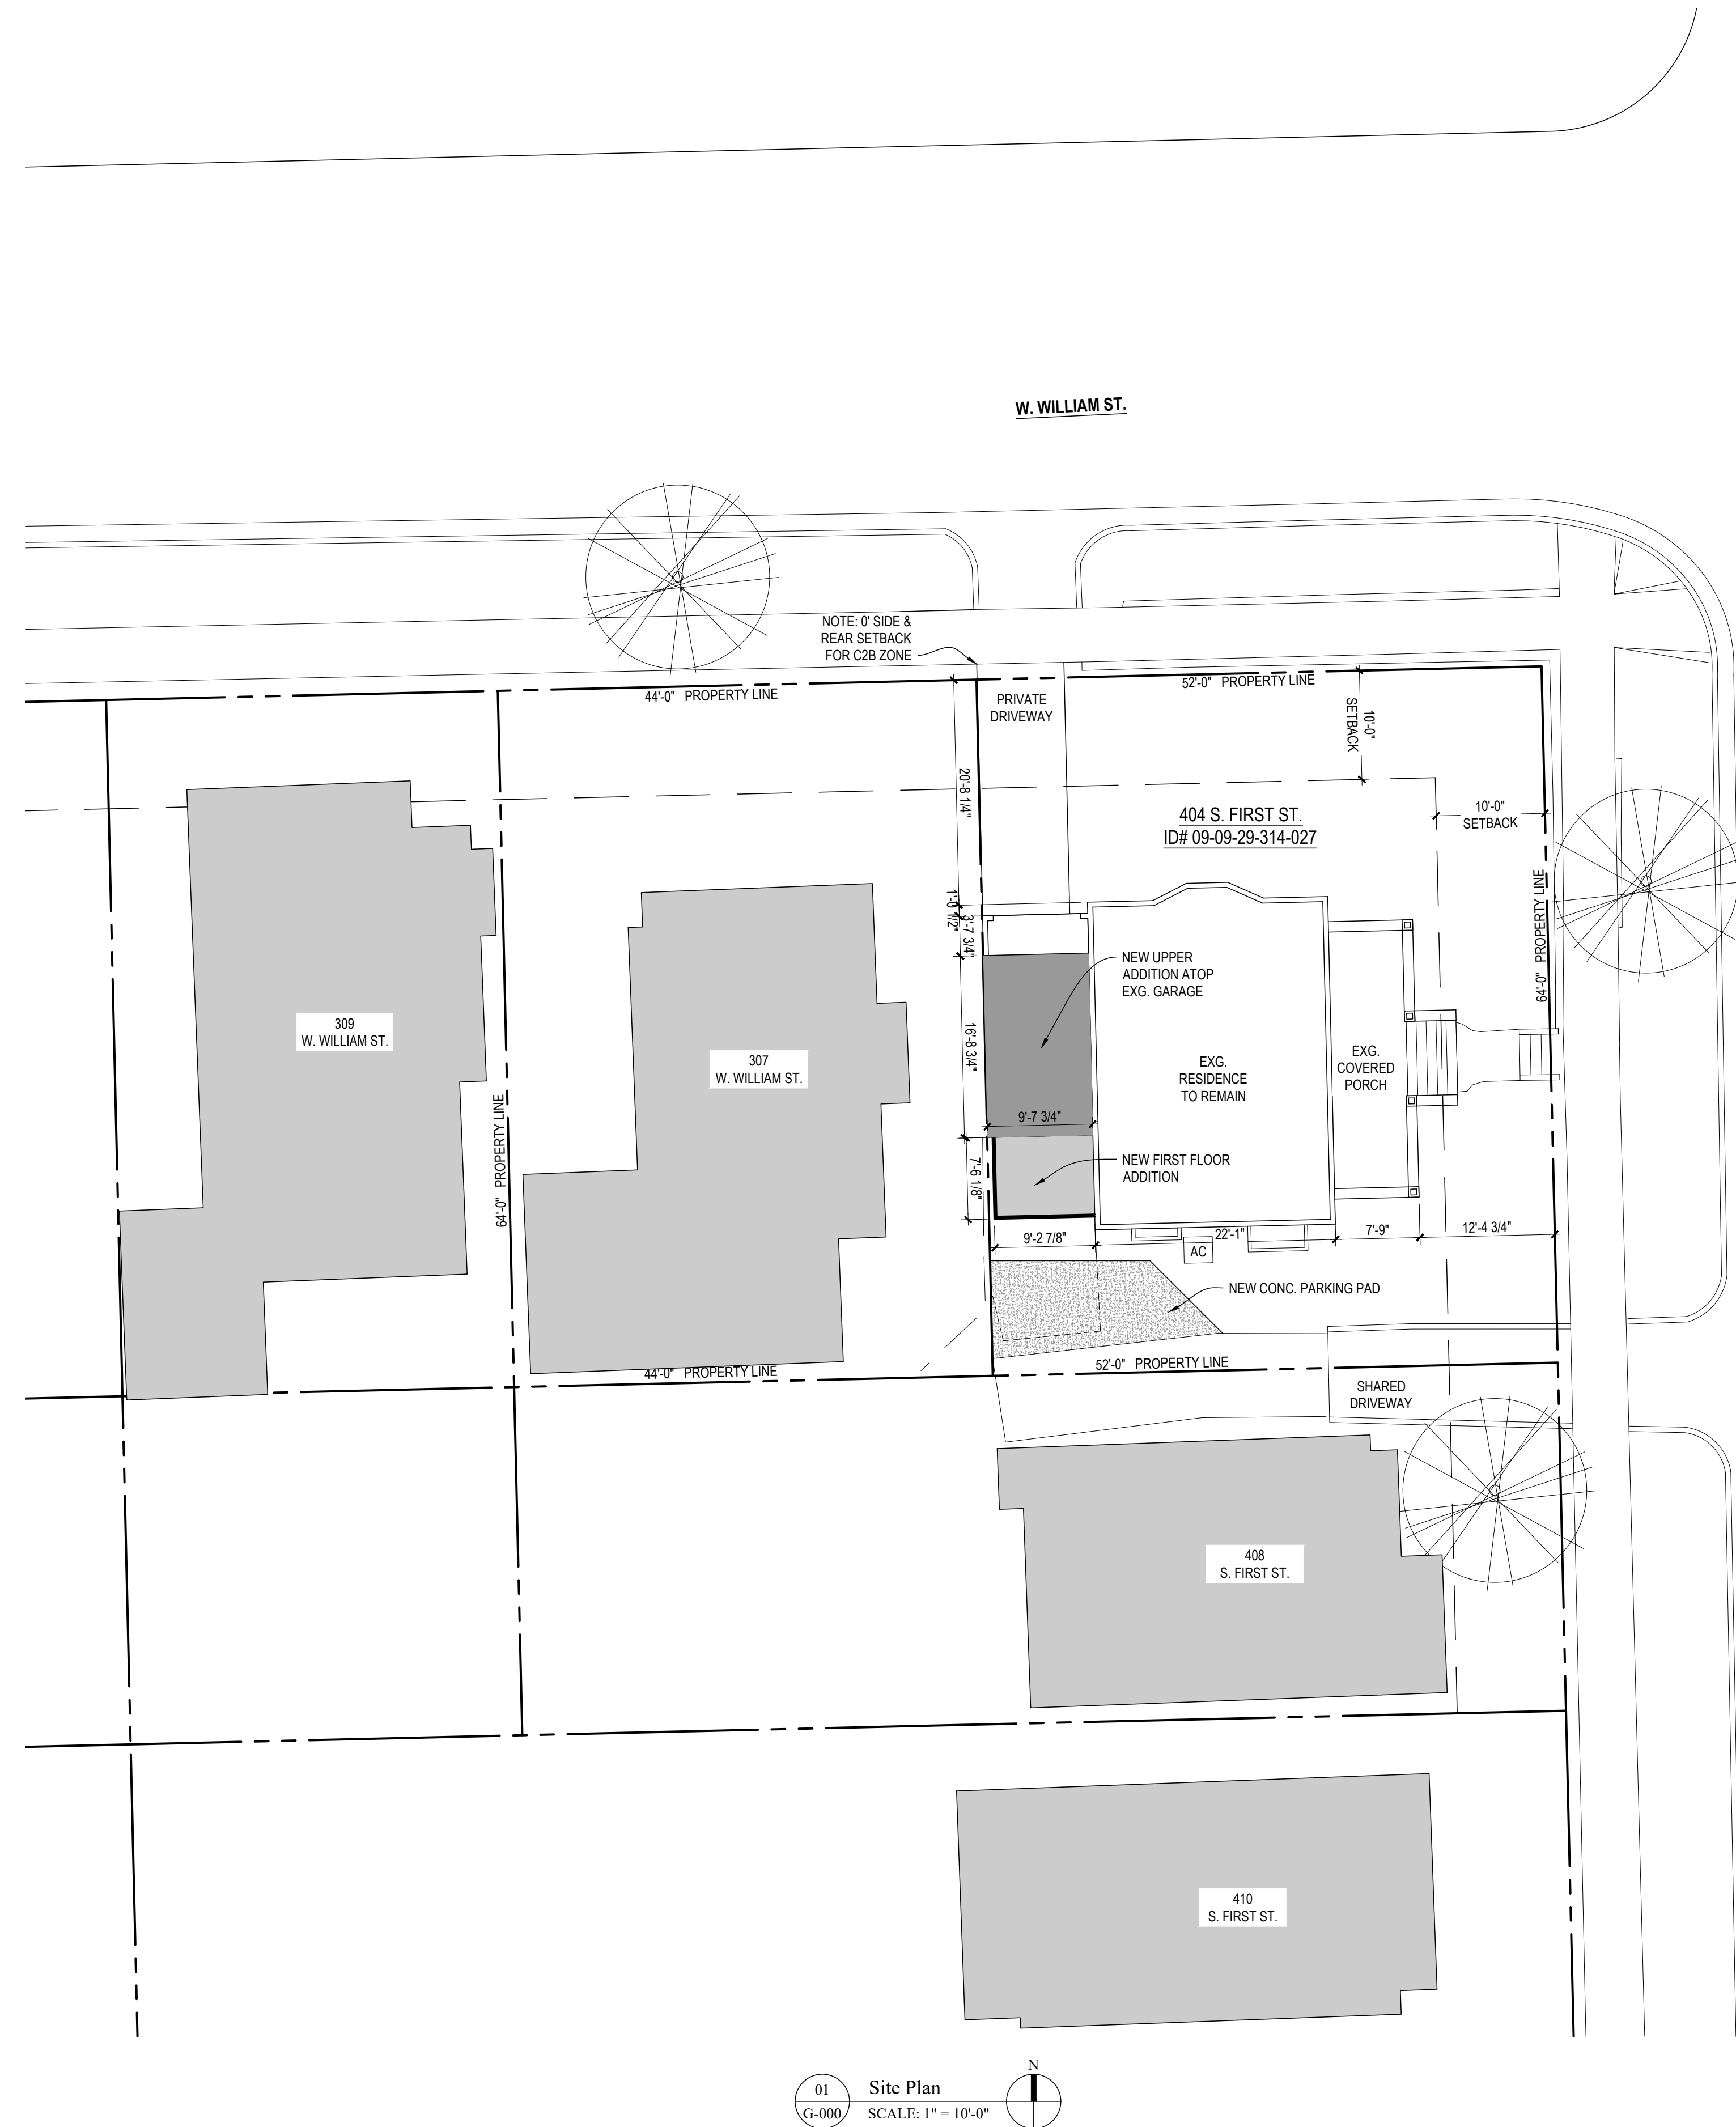 W. WILLIAM ST.
NOTE: 0' SIDE &
REAR SETBACK
FOR C2B ZONE
44'-0" PROPERTY LINE
PRIVATE
DRIVEWAY
52'-0" PROPERTY LINE
10'-0"
SETBACK
20'-8 1/4"
404 S. FIRST ST.
ID# 09-09-29-314-027
10'-0"
SETBACK
64'-0" PROPERTY LINE
1'-0 1/2"
3'-7 3/4"
NEW UPPER
ADDITION ATOP
EXG. GARAGE
309
W. WILLIAM ST.
307
W. WILLIAM ST.
16'-8 3/4"
EXG.
RESIDENCE
TO REMAIN
EXG.
COVERED
PORCH
64'-0" PROPERTY LINE
9'-7 3/4"
NEW FIRST FLOOR
ADDITION
7'-6 1/8"
9'-2 7/8"
22'-1"
7'-9"
12'-4 3/4"
AC
NEW CONC. PARKING PAD
44'-0" PROPERTY LINE
52'-0" PROPERTY LINE
SHARED
DRIVEWAY
408
S. FIRST ST.
410
S. FIRST ST.
N
01
Site Plan
G-000
SCALE: 1" = 10'-0"